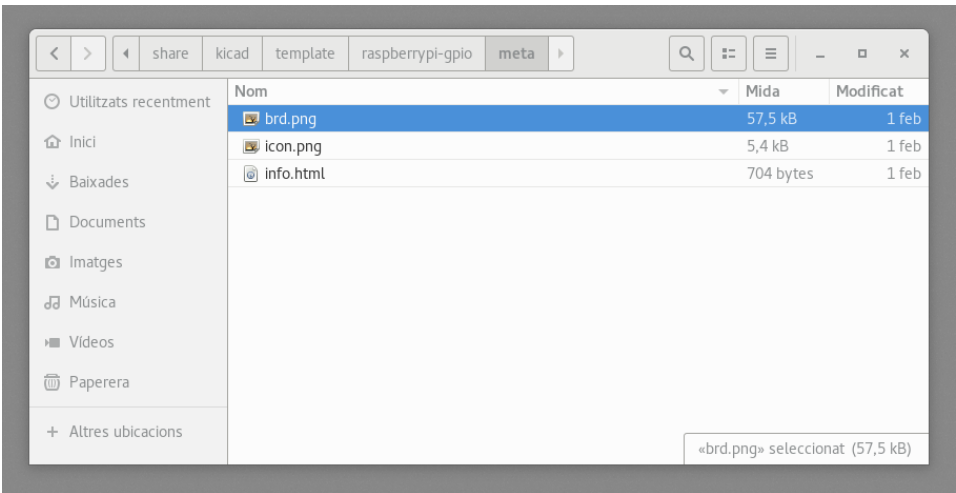 share kicad template raspberrypi-gpio meta
Utilitzats recentment
Inici
Baixades
Documents
Imatges
Música
Vídeos
Paperera
Altres ubicacions
Nom Mida Modificat
brd.png 57,5 kB 1 feb
icon.png 5,4 kB 1 feb
info.html 704 bytes 1 feb
«brd.png» seleccionat (57,5 kB)